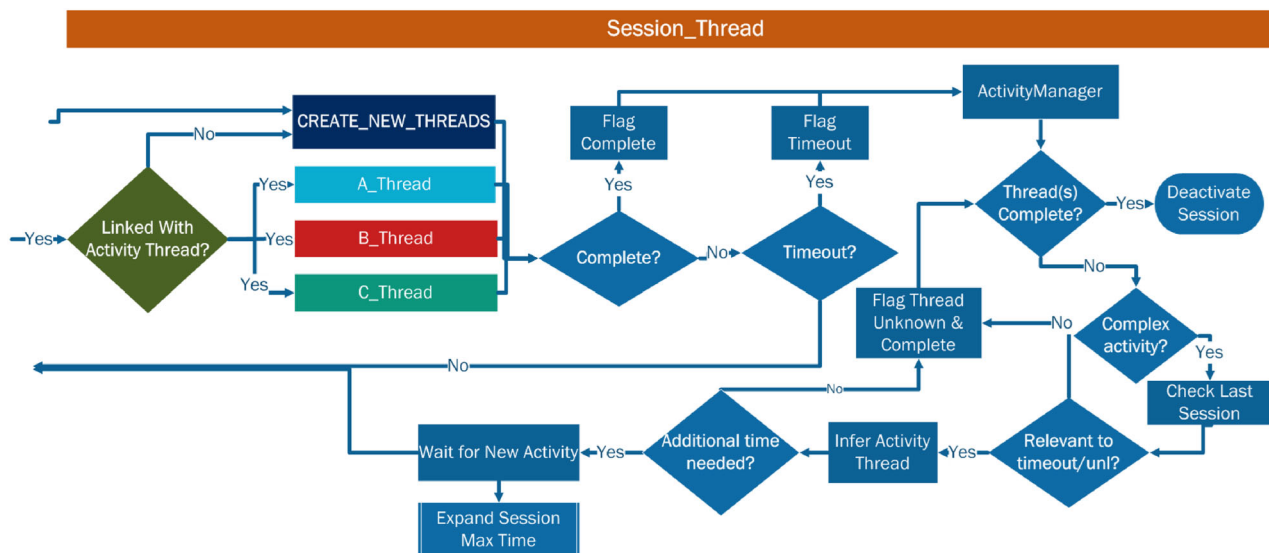 Session_Thread
CREATE_NEW_THREADS
No
Yes
A_Thread
Yes
Linked With
Activity Thread?
Yes
B_Thread
Yes
C_Thread
Flag
Complete
Yes
Complete?
No
Flag
Timeout
Yes
Timeout?
No
ActivityManager
Thread(s)
Complete?
Yes
Deactivate
Session
No
Complex
activity?
Yes
Check Last
Session
Flag Thread
Unknown &
Complete
No
Relevant to
timeout/unl?
Yes
Infer Activity
Thread
Additional time
needed?
No
Yes
Wait for New Activity
Expand Session
Max Time